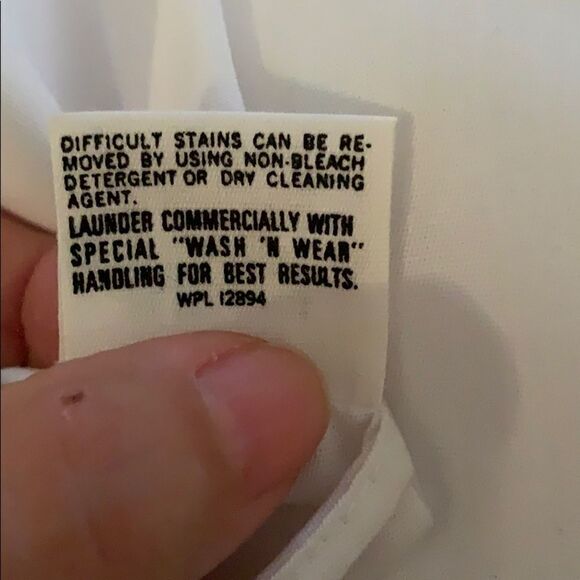 DIFFICULT STAINS CAN BE RE-
MOVED BY USING NON-BLEACH
DETERGENT OR DRY CLEANING
AGENT.
LAUNDER COMMERCIALLY WITH
SPECIAL "WASH 'N WEAR"
HANDLING FOR BEST RESULTS.
WPL 12894